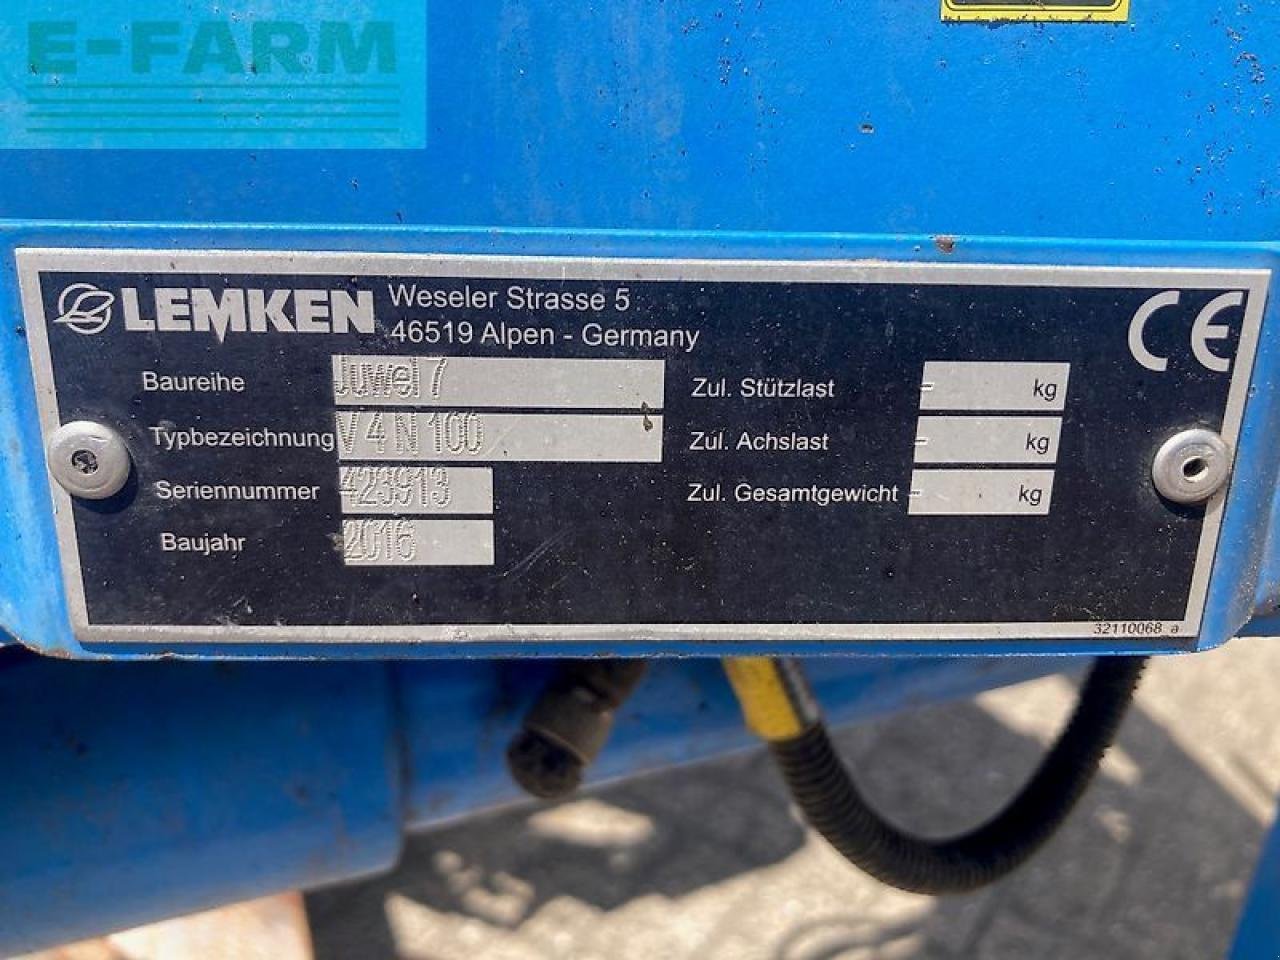 E-FARM
LEMKEN
Weseler Strasse 5
46519 Alpen - Germany
CE
Baureihe Juwel 7
Typbezeichnung V 4 N 100
Seriennummer 423913
Baujahr 2016
Zul. Stützlast - kg
Zul. Achslast - kg
Zul. Gesamtgewicht - kg
32110068 a